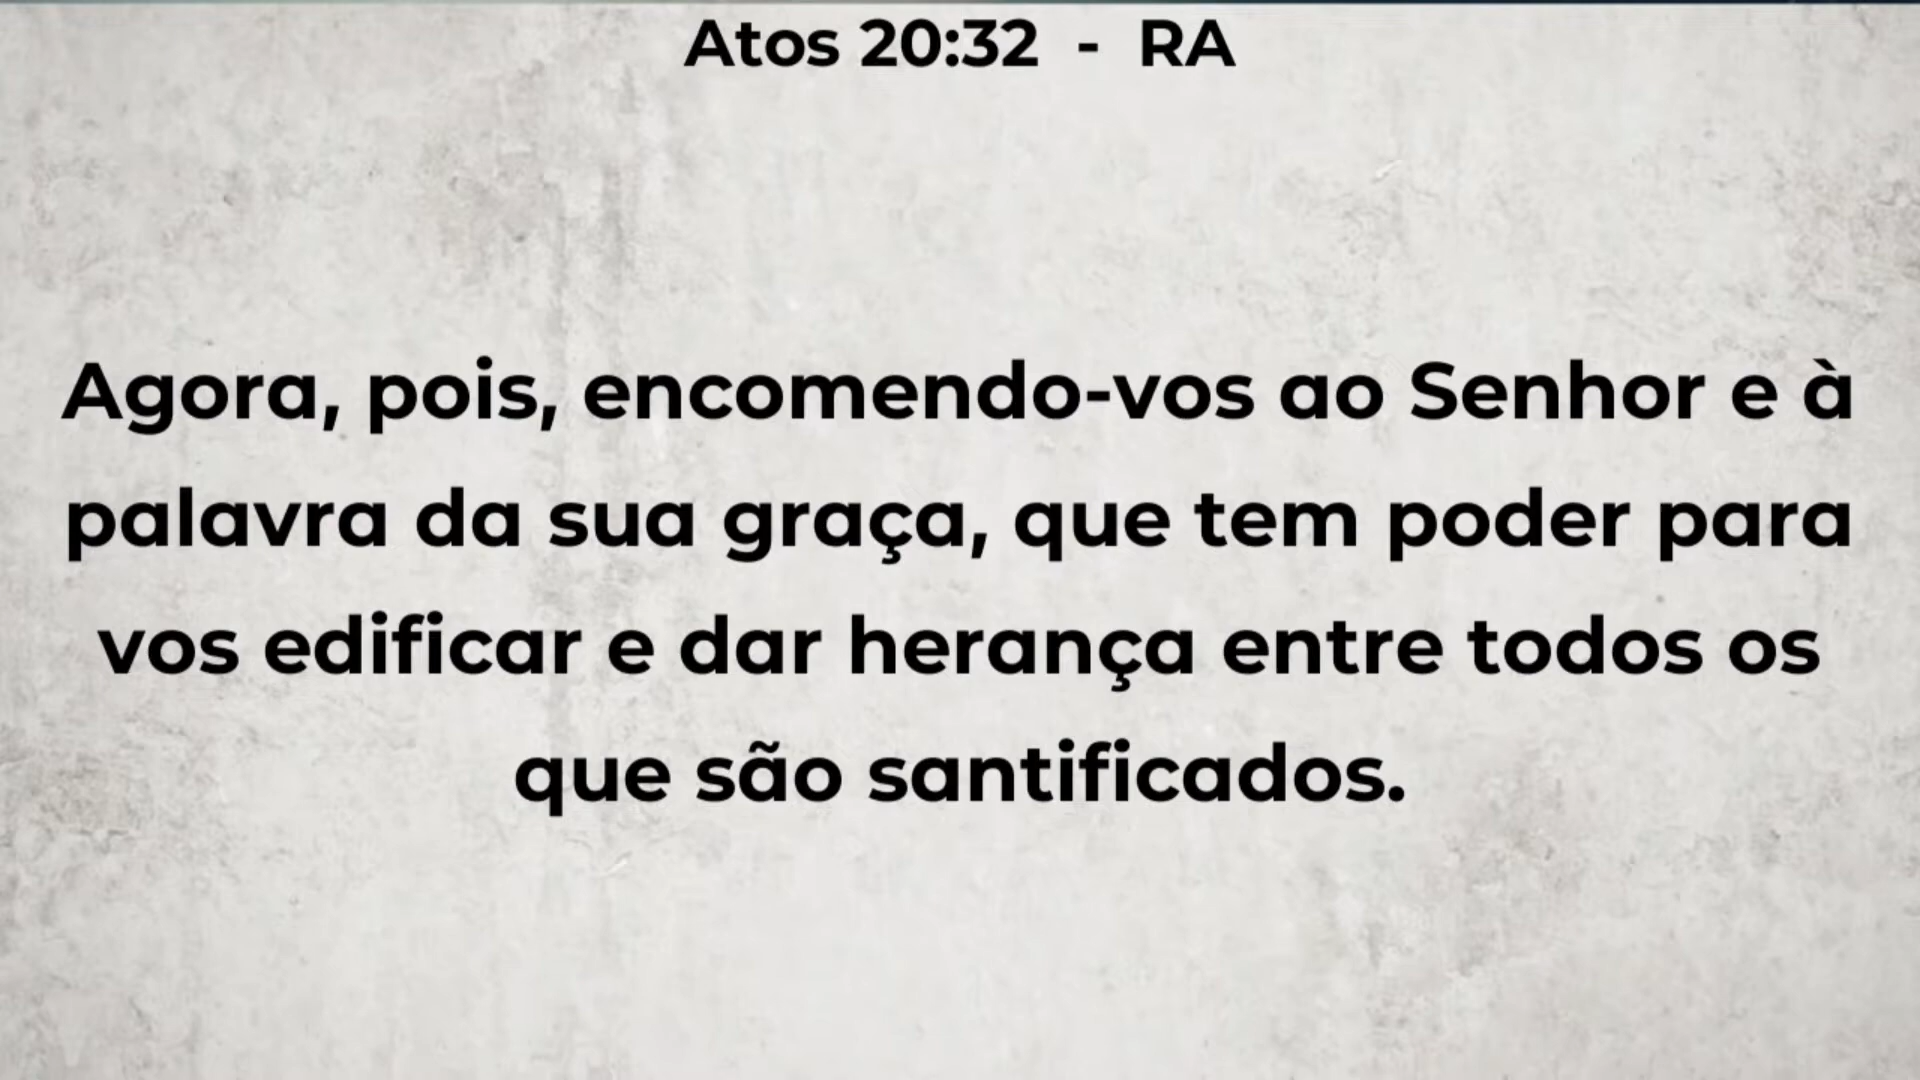 Atos 20:32 - RA
Agora, pois, encomendo-vos ao Senhor e à
palavra da sua graça, que tem poder para
vos edificar e dar herança entre todos os
que são santificados.